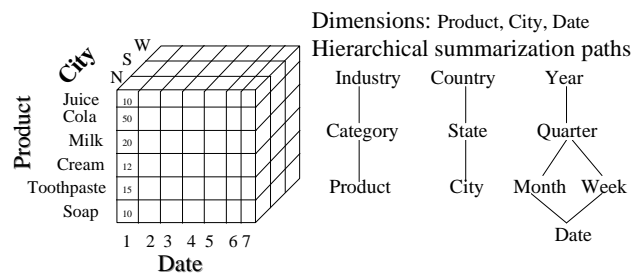 Dimensions: Product, City, Date
Hierarchical summarization paths
Industry Country Year
Category State Quarter
Product City Month Week
Date
City
W
S
N
Product
Juice 10
Cola 50
Milk 20
Cream 12
Toothpaste 15
Soap 10
1 2 3 4 5 6 7
Date